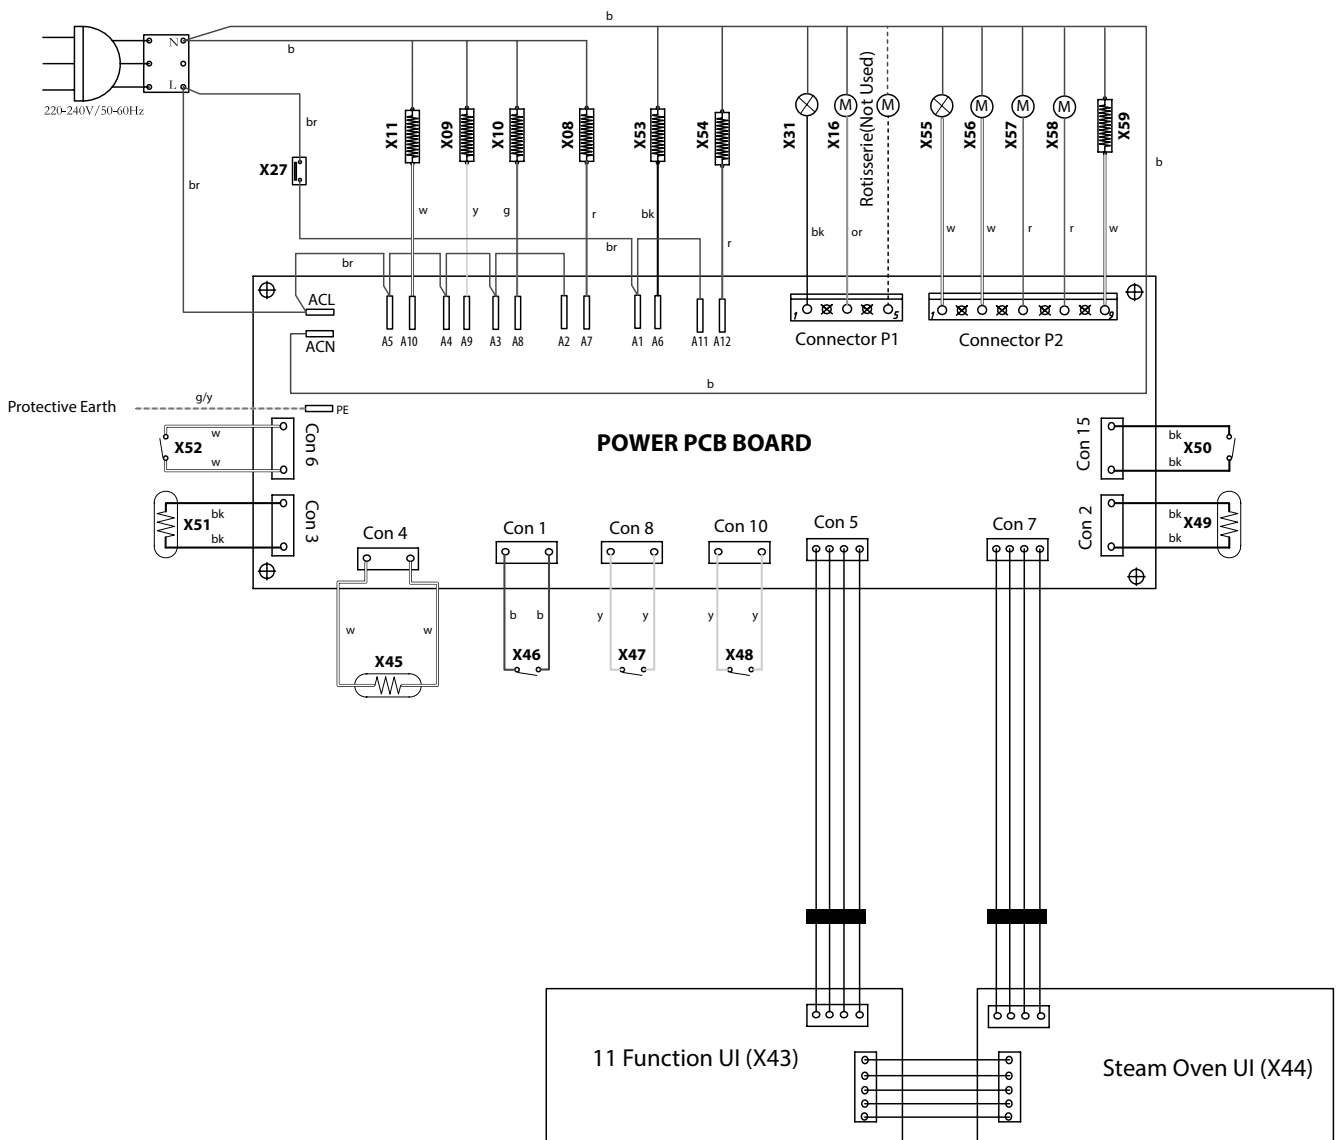 b
N
b
L
220-240V/50-60Hz
br
X27
br
X11
X09
X10
X08
X53
X54
X31
X16
Rotisserie(Not Used)
X55
X56
X57
X58
X59
b
w
y
g
r
bk
r
bk
or
w
w
r
r
w
br
br
ACL
ACN
A5
A10
A4
A9
A3
A8
A2
A7
A1
A6
A11
A12
1
5
Connector P1
1
9
Connector P2
b
Protective Earth
g/y
PE
POWER PCB BOARD
w
X52
w
Con 6
bk
X51
bk
Con 3
Con 15
bk
X50
bk
Con 2
bk
X49
bk
Con 4
Con 1
Con 8
Con 10
Con 5
Con 7
w
w
X45
b
b
X46
y
y
X47
y
y
X48
11 Function UI (X43)
Steam Oven UI (X44)